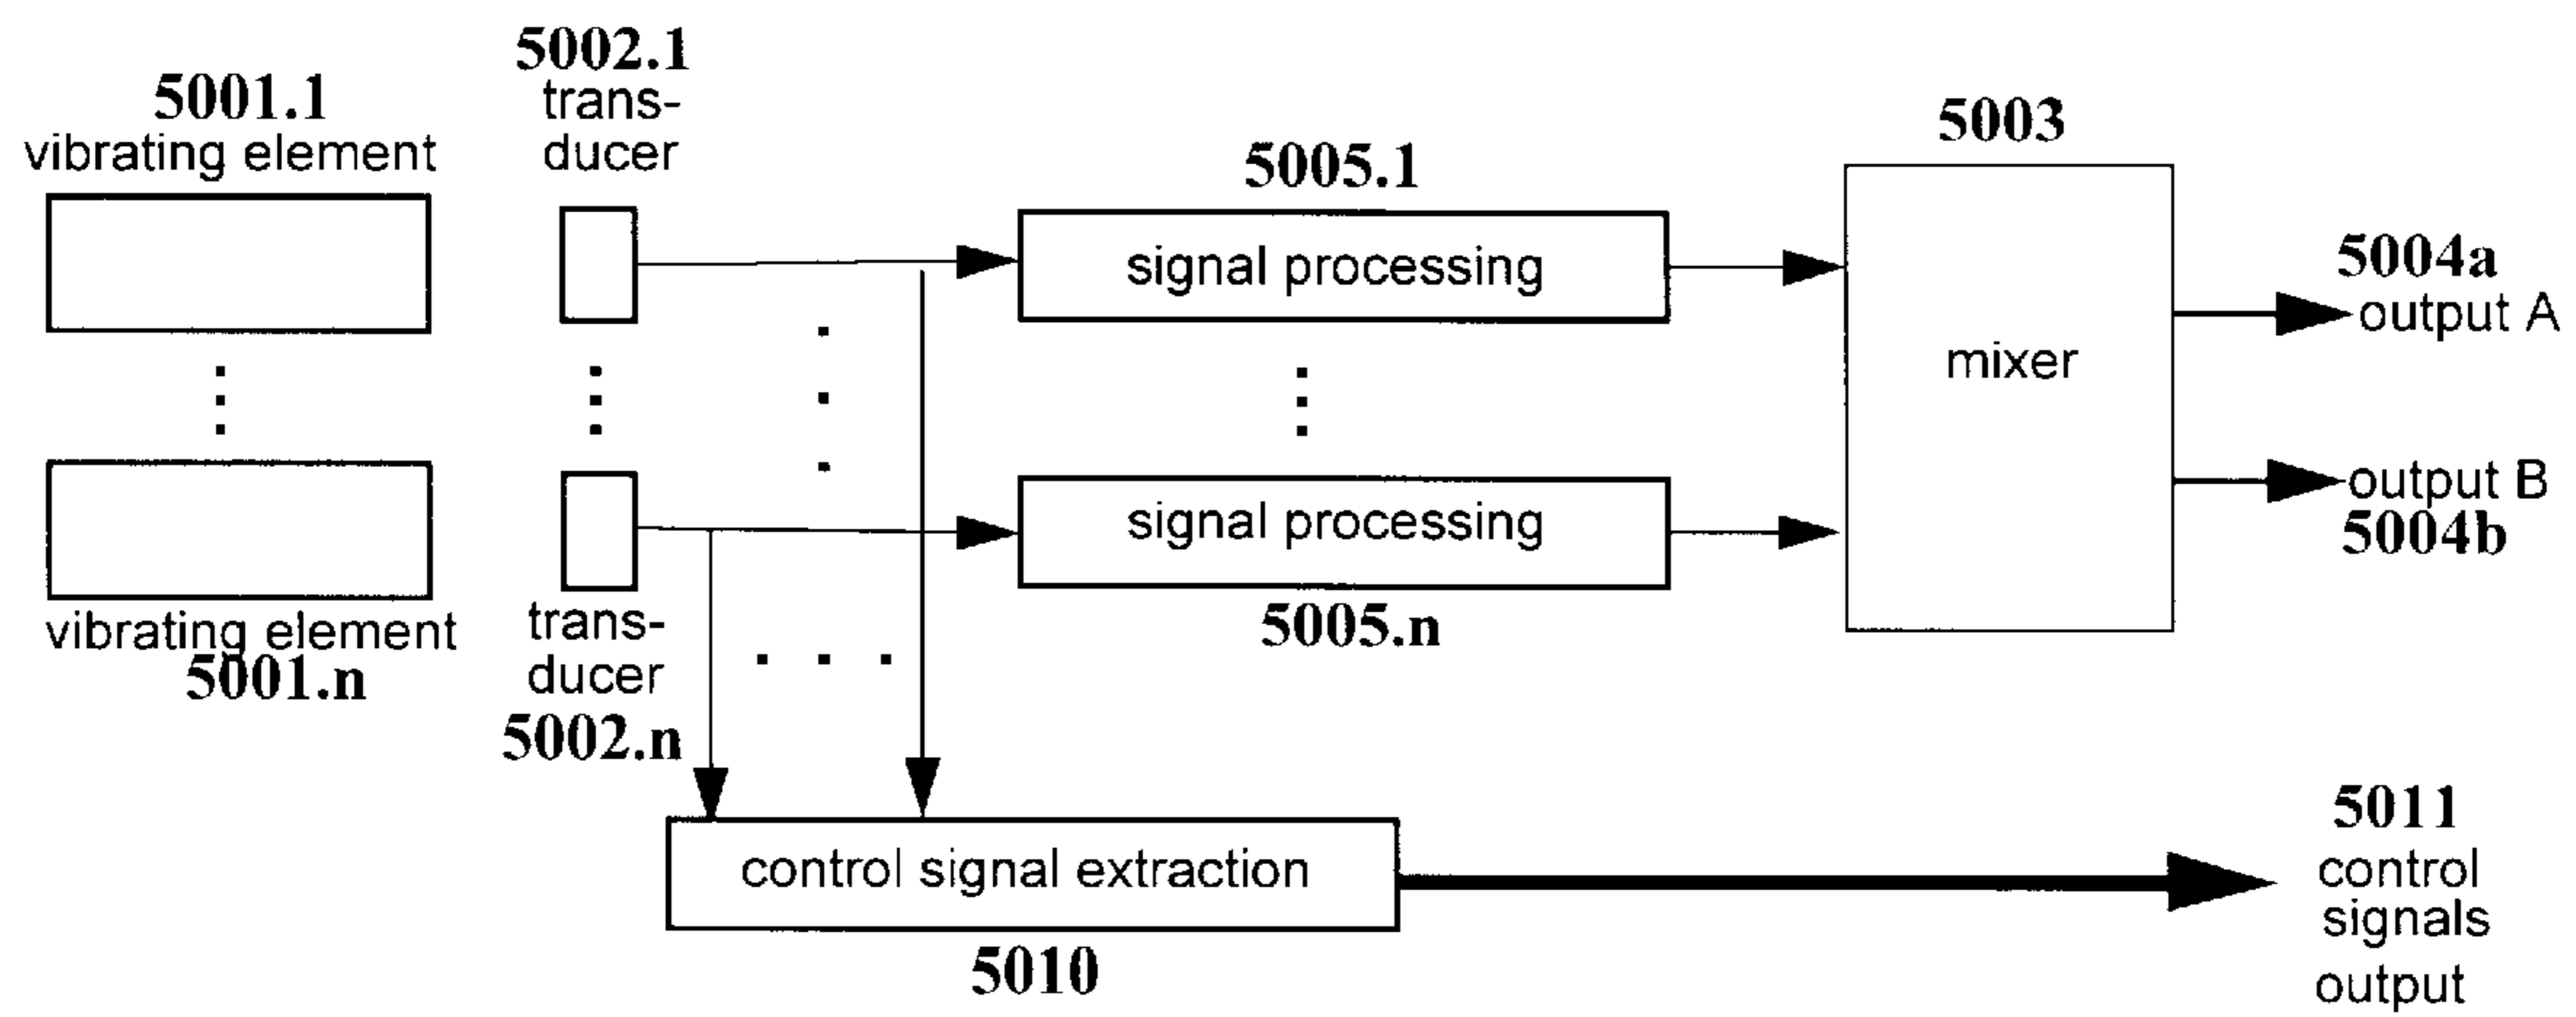 5001.1
vibrating element
5002.1
trans-
ducer
5005.1
signal processing
5003
mixer
5004a
output A
output B
5004b
signal processing
5005.n
vibrating element
5001.n
trans-
ducer
5002.n
control signal extraction
5010
5011
control
signals
output